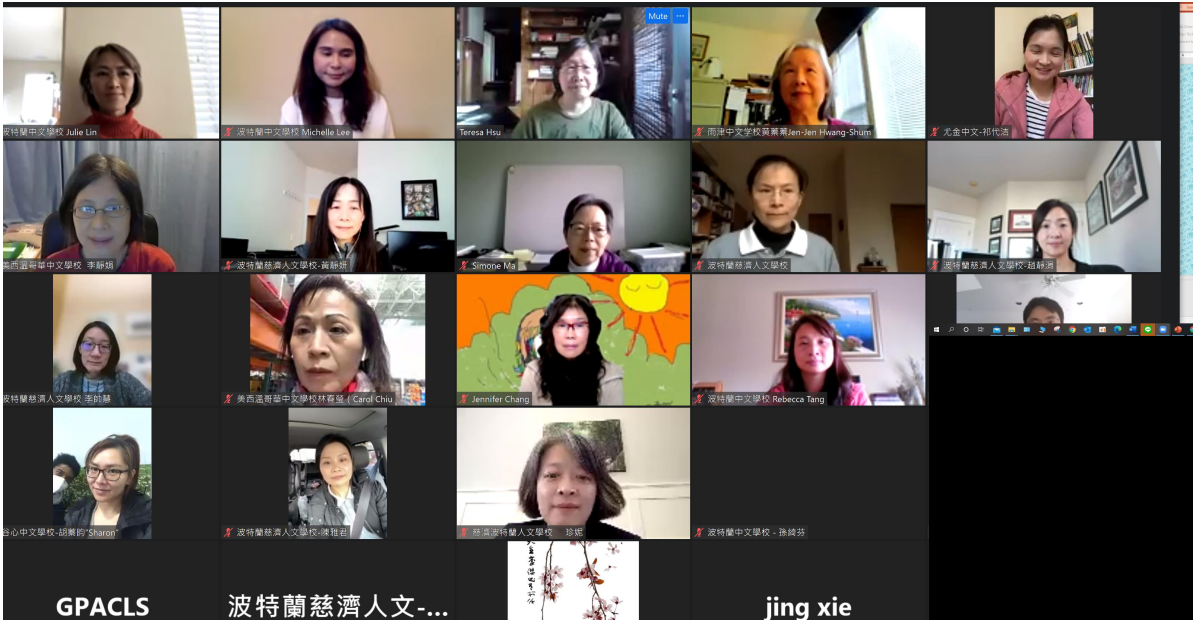 Mute
波特蘭中文學校 Julie Lin
波特蘭中文學校 Michelle Lee
Teresa Hsu
雨津中文学校黄蓁蓁Jen-Jen Hwang-Shum
尤金中文-祁代洁
美西溫哥華中文學校 李靜娟
波特蘭慈濟人文學校-黃靜妍
Simone Ma
波特蘭慈濟人文學校
波特蘭慈濟人文學校-趙靜涓
波特蘭慈濟人文學校 李帥慧
美西溫哥華中文學校林春瑩 ( Carol Chiu
Jennifer Chang
波特蘭中文學校 Rebecca Tang
谷心中文學校-胡蓁昀"Sharon"
波特蘭慈濟人文學校-陳雅君
慈濟波特蘭人文學校 珍妮
波特蘭中文學校 - 孫綺芬
GPACLS
波特蘭慈濟人文-...
jing xie